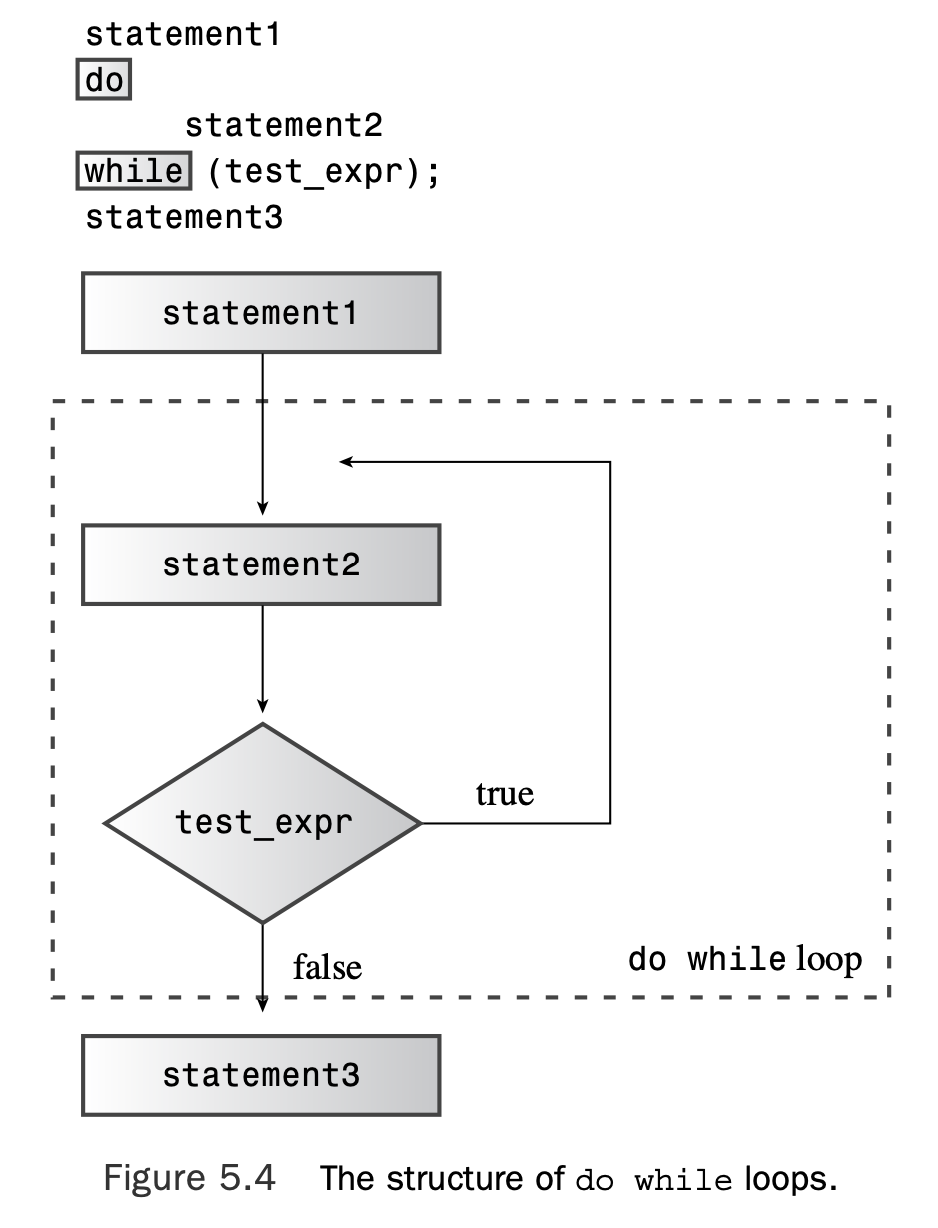 statement1
do
statement2
while (test_expr);
statement3
statement1
statement2
test_expr
true
false
do while loop
statement3
Figure 5.4 The structure of do while loops.